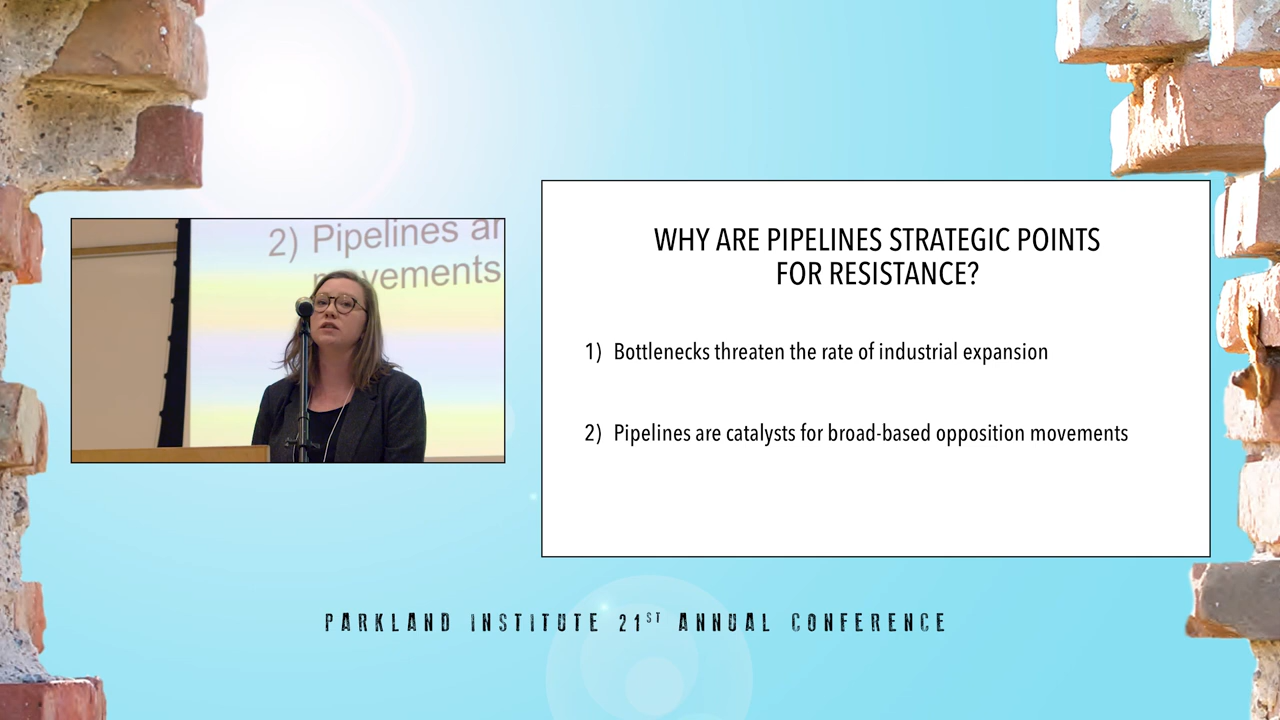 2) Pipelines ar
movements
WHY ARE PIPELINES STRATEGIC POINTS
FOR RESISTANCE?
1) Bottlenecks threaten the rate of industrial expansion
2) Pipelines are catalysts for broad-based opposition movements
PARKLAND INSTITUTE 21ST ANNUAL CONFERENCE